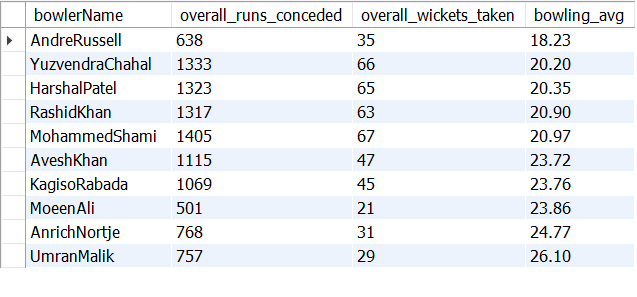 bowlerName overall_runs_conceded overall_wickets_taken bowling_avg
AndreRussell 638 35 18.23
YuzvendraChahal 1333 66 20.20
HarshalPatel 1323 65 20.35
RashidKhan 1317 63 20.90
MohammedShami 1405 67 20.97
AveshKhan 1115 47 23.72
KagisoRabada 1069 45 23.76
MoeenAli 501 21 23.86
AnrichNortje 768 31 24.77
UmranMalik 757 29 26.10